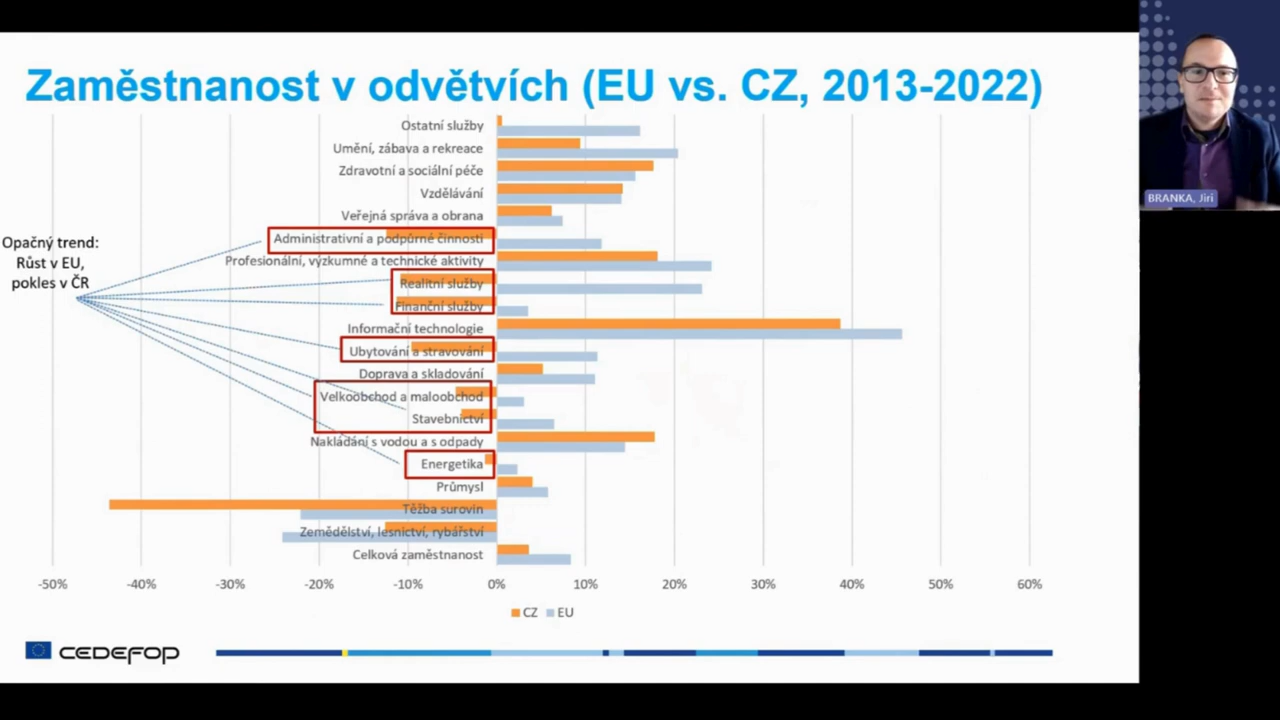 Zaměstnanost v odvětvích (EU vs. CZ, 2013-2022)
Ostatní služby
Umění, zábava a rekreace
Zdravotní a sociální péče
Vzdělávání
Veřejná správa a obrana
Administrativní a podpůrné činnosti
Profesionální, výzkumné a technické aktivity
Realitní služby
Finanční služby
Informační technologie
Ubytování a stravování
Doprava a skladování
Velkoobchod a maloobchod
Stavebnictví
Nakládání s vodou a s odpady
Energetika
Průmysl
Těžba surovin
Zemědělství, lesnictví, rybářství
Celková zaměstnanost
Opačný trend:
Růst v EU,
pokles v ČR
-50% -40% -30% -20% -10% 0% 10% 20% 30% 40% 50% 60%
CZ EU
CEDEFOP
BRANKA, Jiri